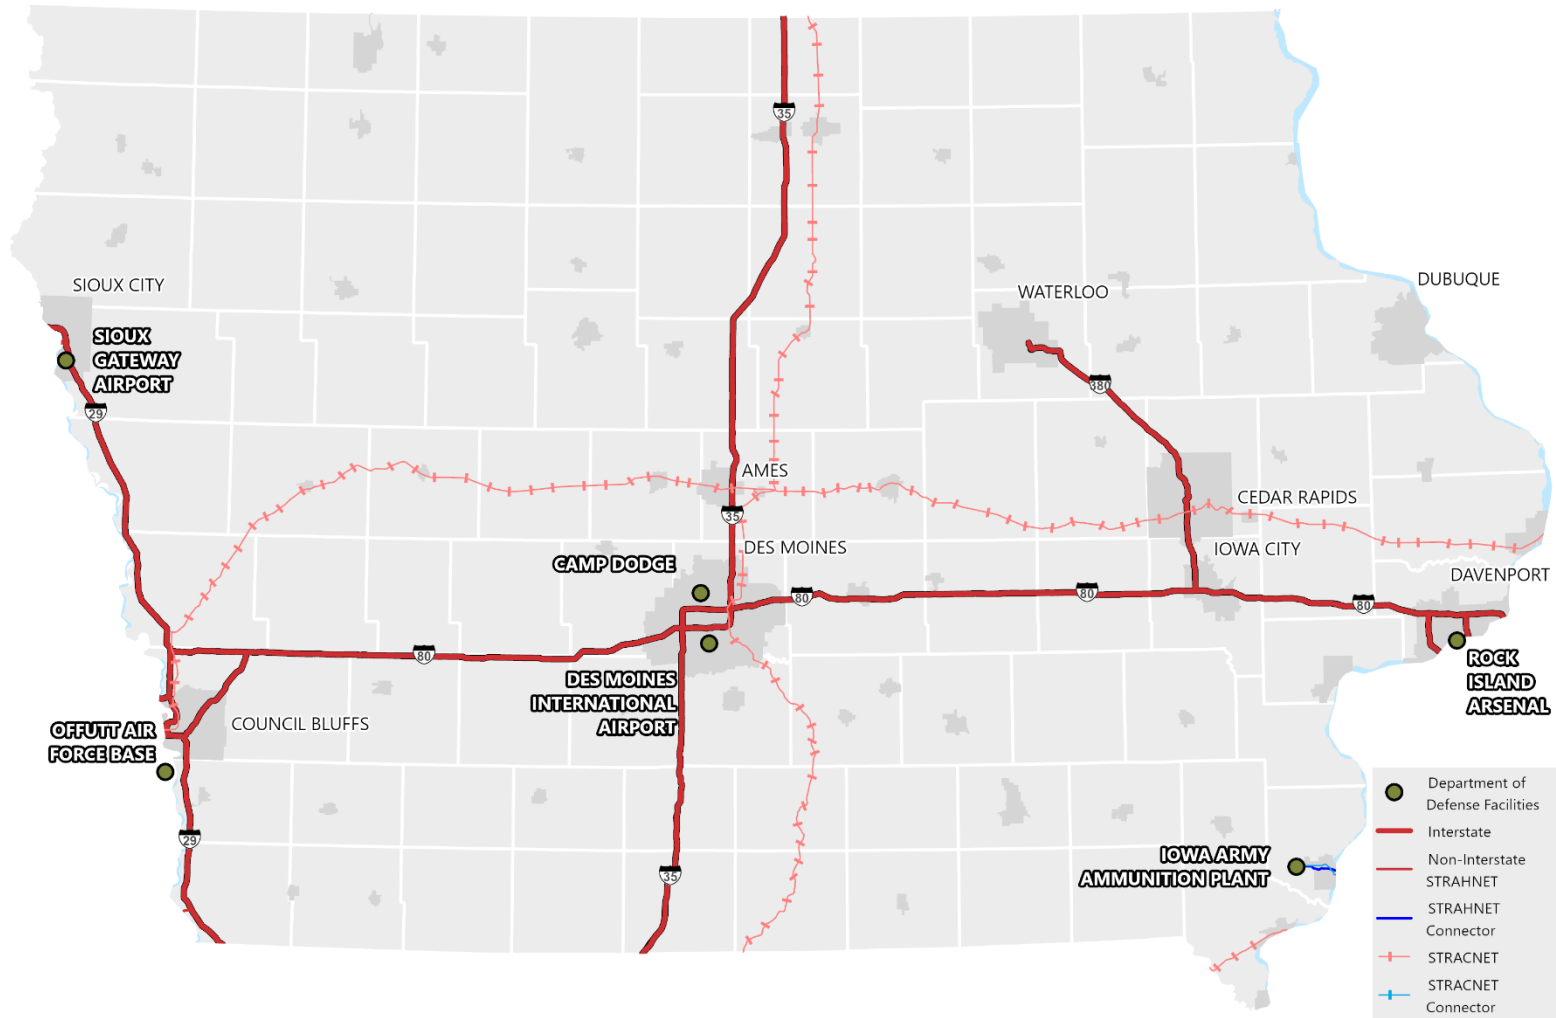 35
SIOUX CITY
WATERLOO
DUBUQUE
SIOUX
GATEWAY
AIRPORT
380
29
AMES
CEDAR RAPIDS
35
DES MOINES
IOWA CITY
CAMP DODGE
DAVENPORT
80
80
80
80
ROCK
ISLAND
ARSENAL
DES MOINES
INTERNATIONAL
AIRPORT
COUNCIL BLUFFS
OFFUTT AIR
FORCE BASE
29
35
IOWA ARMY
AMMUNITION PLANT
Department of
Defense Facilities
Interstate
Non-Interstate
STRAHNET
STRAHNET
Connector
STRACNET
STRACNET
Connector